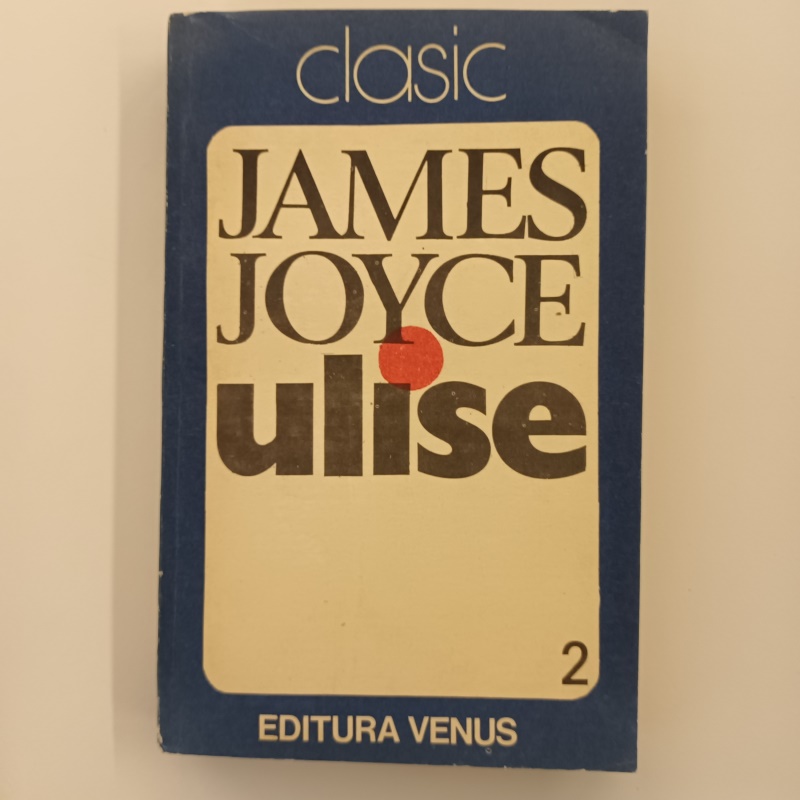 clasic
JAMES
JOYCE
ulise
2
EDITURA VENUS